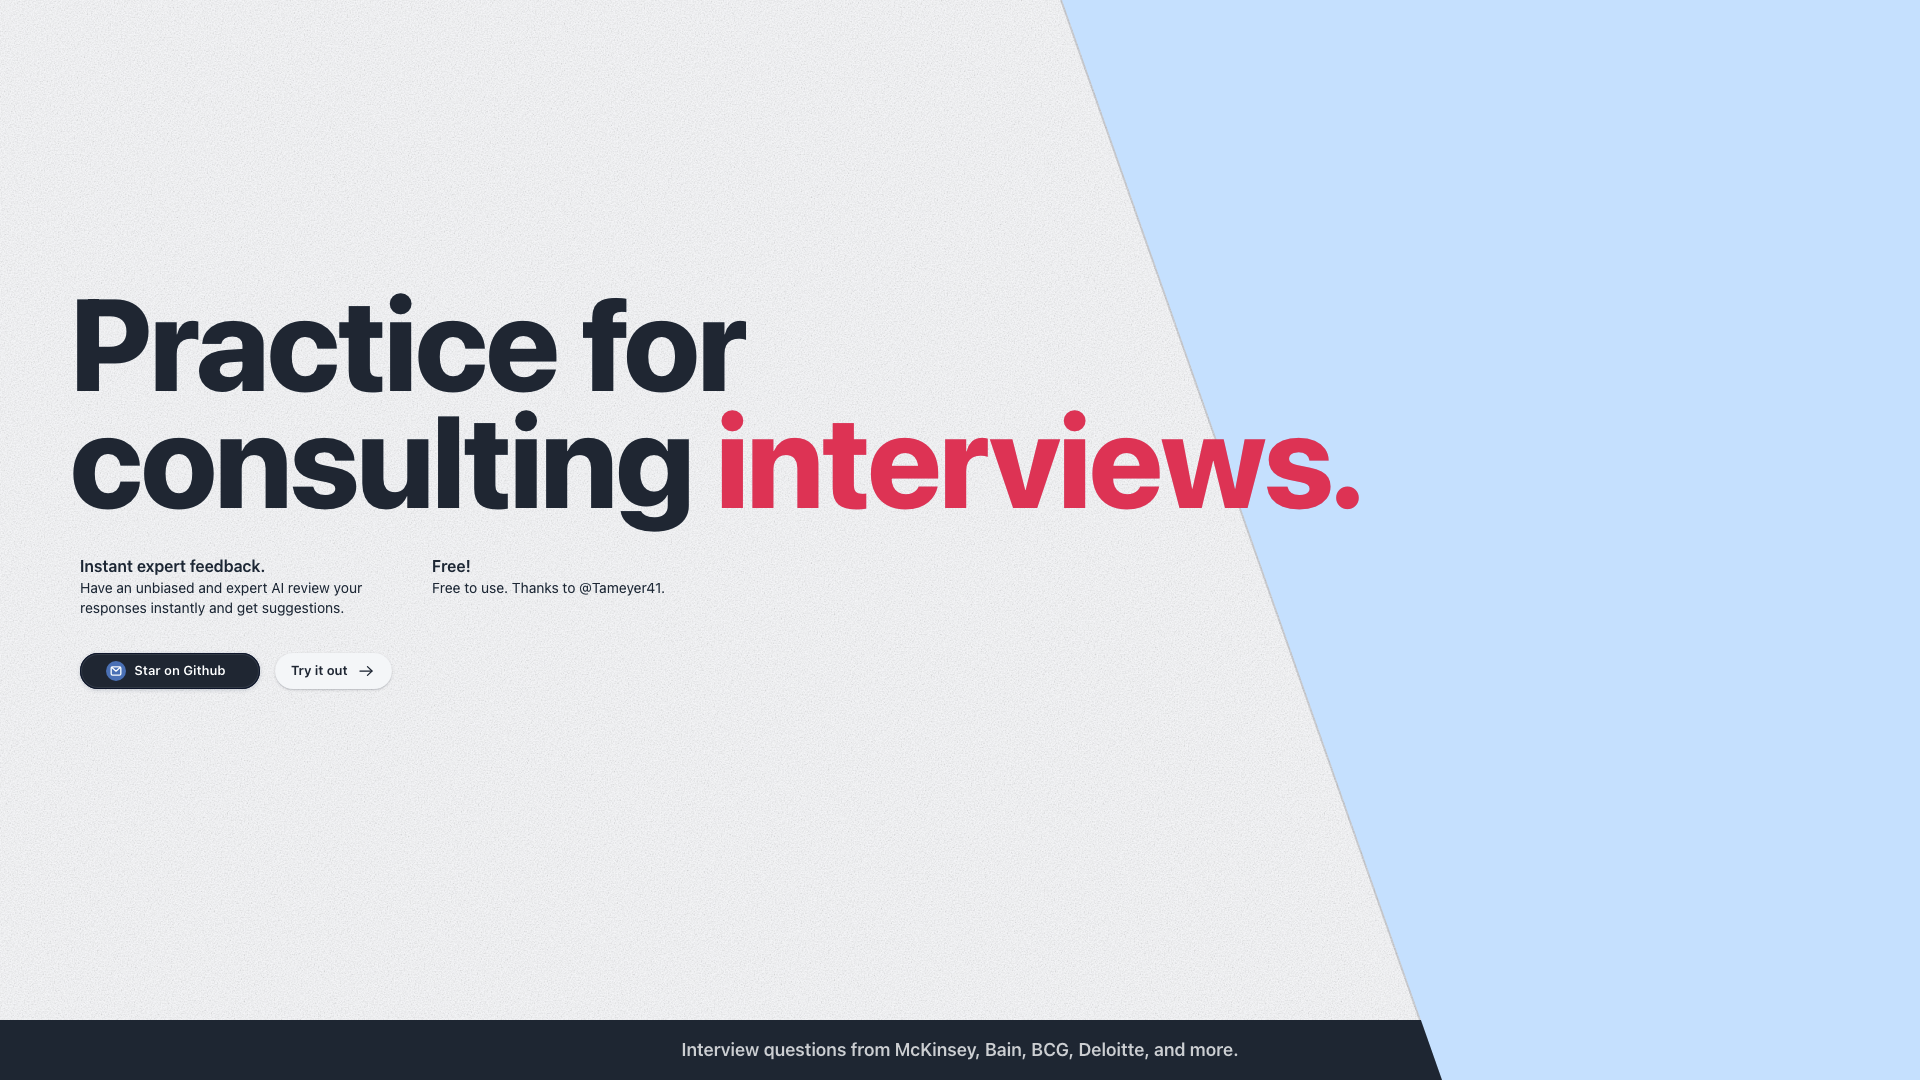 Practice for
consulting interviews.
Instant expert feedback.
Have an unbiased and expert AI review your
responses instantly and get suggestions.
Free!
Free to use. Thanks to @Tameyer41.
Star on Github
Try it out
Interview questions from McKinsey, Bain, BCG, Deloitte, and more.